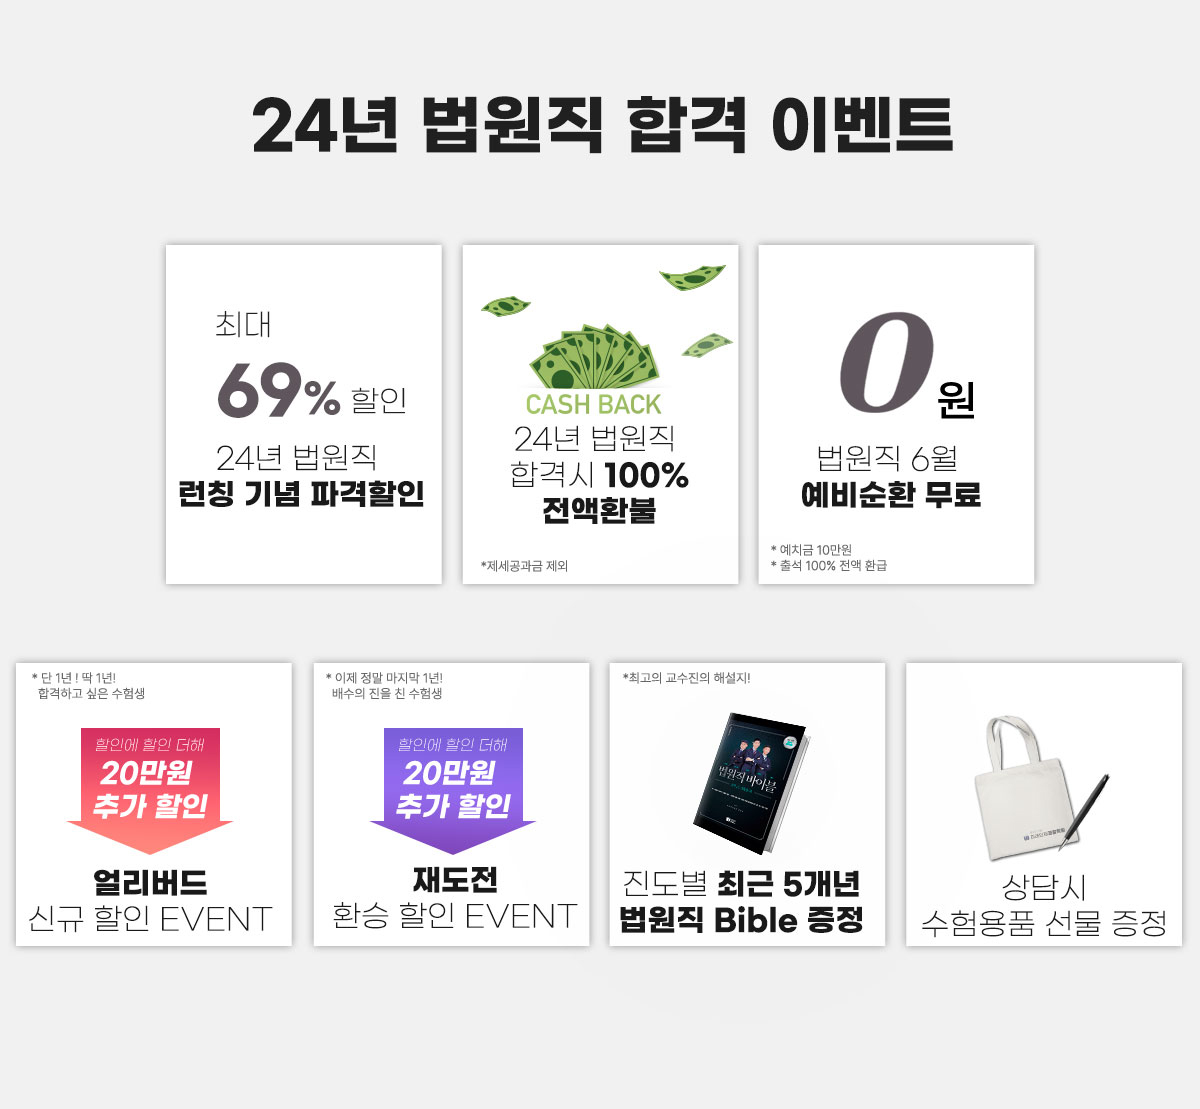 24년 법원직 합격 이벤트
최대
69% 할인
24년 법원직
런칭 기념 파격할인
CASH BACK
24년 법원직
합격시 100%
전액환불
*제세공과금 제외
0원
법원직 6월
예비순환 무료
* 예치금 10만원
* 출석 100% 전액 환급
* 단 1년 ! 딱 1년!
합격하고 싶은 수험생
할인에 할인 더해
20만원
추가 할인
얼리버드
신규 할인 EVENT
* 이제 정말 마지막 1년!
배수의 진을 친 수험생
할인에 할인 더해
20만원
추가 할인
재도전
환승 할인 EVENT
*최고의 교수진의 해설지!
법원직 바이블
진도별 최근 5개년
법원직 Bible 증정
상담시
수험용품 선물 증정